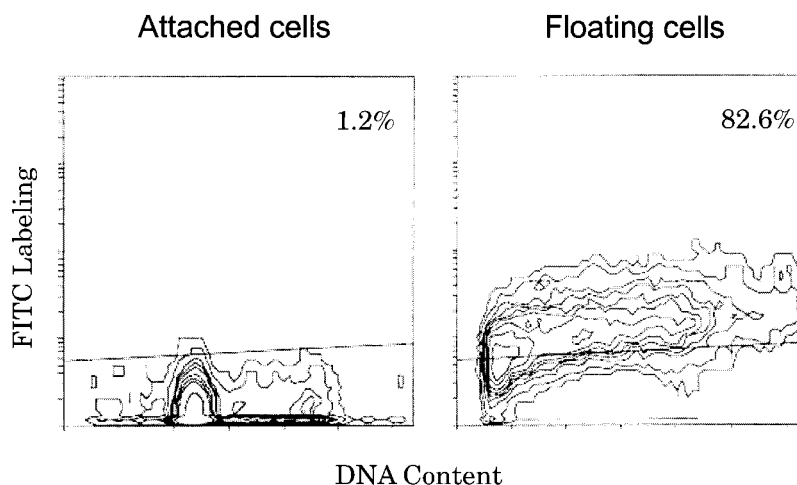 Attached cells
Floating cells
1.2%
82.6%
FITC Labeling
DNA Content